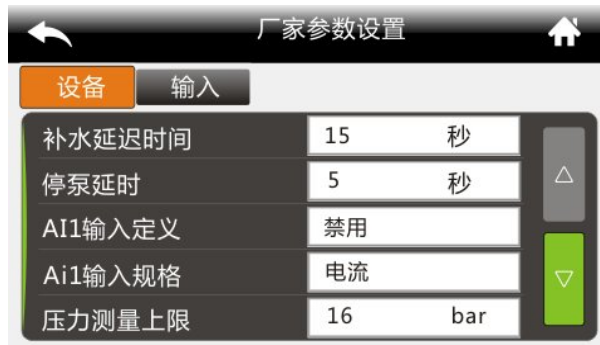 厂家参数设置
设备 输入
补水延迟时间 15 秒
停泵延时 5 秒
AI1输入定义 禁用
Ai1输入规格 电流
压力测量上限 16 bar